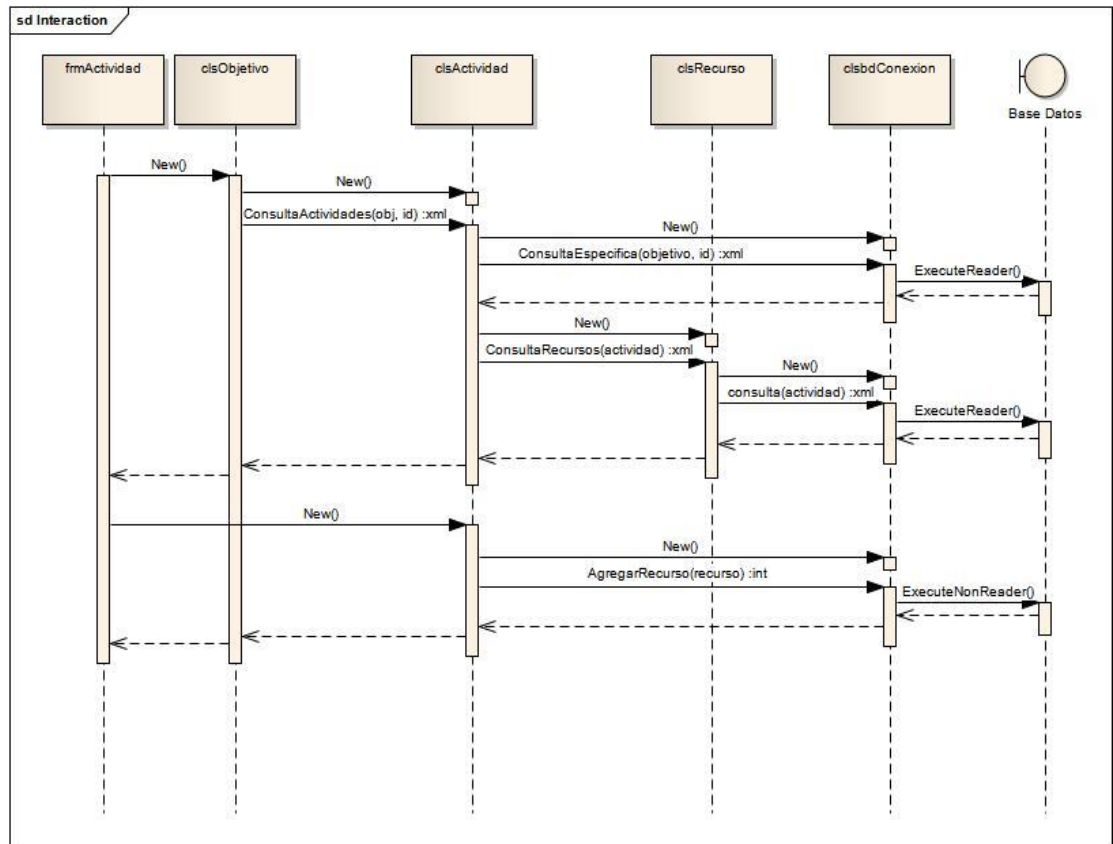 sd Interaction
frmActividad
clsObjetivo
clsActividad
clsRecurso
clsbdConexion
Base Datos
New()
New()
ConsultaActividades(obj, id) :xml
New()
ConsultaEspecifica(objetivo, id) :xml
ExecuteReader()
New()
ConsultaRecursos(actividad) :xml
New()
consulta(actividad) :xml
ExecuteReader()
New()
New()
AgregarRecurso(recurso) :int
ExecuteNonReader()